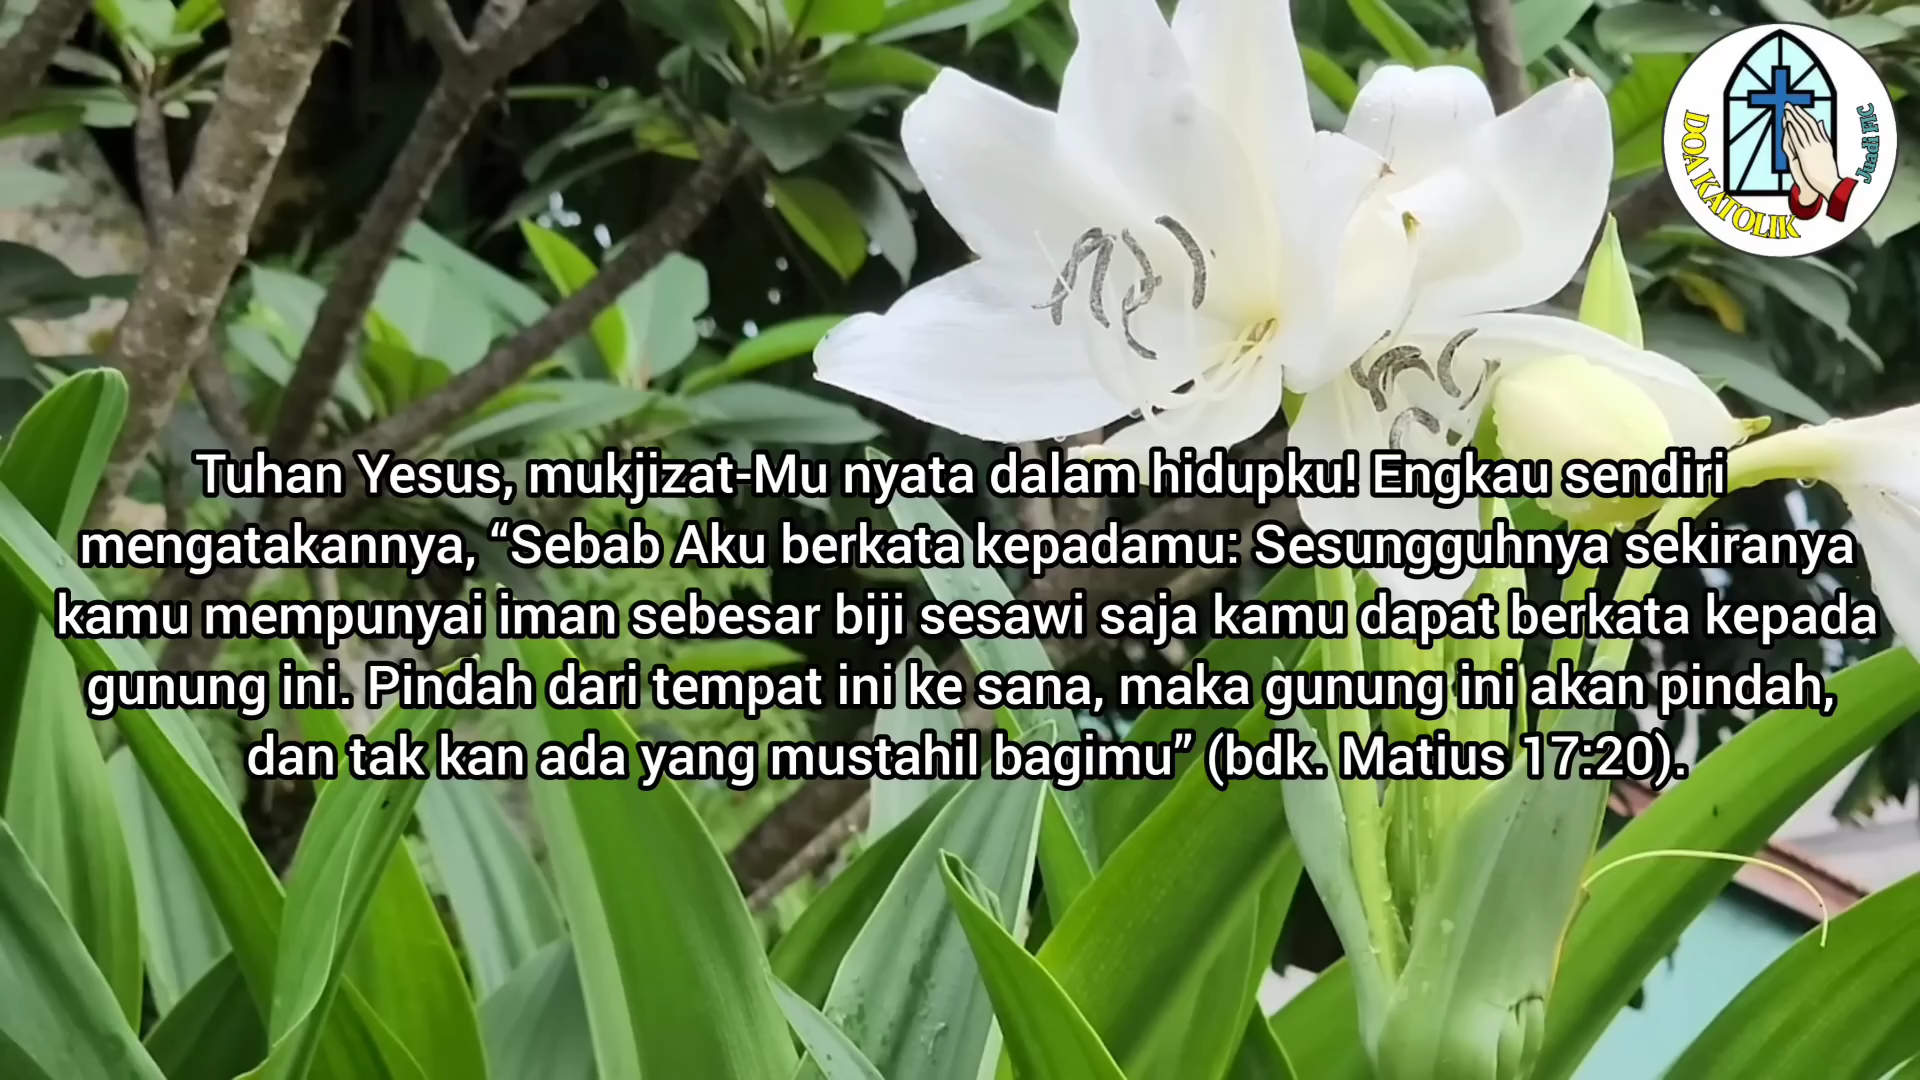 DOA KATOLIK
Juadi FIC
Tuhan Yesus, mukjizat-Mu nyata dalam hidupku! Engkau sendiri
mengatakannya, “Sebab Aku berkata kepadamu: Sesungguhnya sekiranya
kamu mempunyai iman sebesar biji sesawi saja kamu dapat berkata kepada
gunung ini. Pindah dari tempat ini ke sana, maka gunung ini akan pindah,
dan tak kan ada yang mustahil bagimu” (bdk. Matius 17:20).